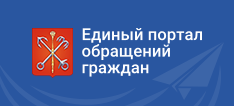 Единый портал
обращений
граждан